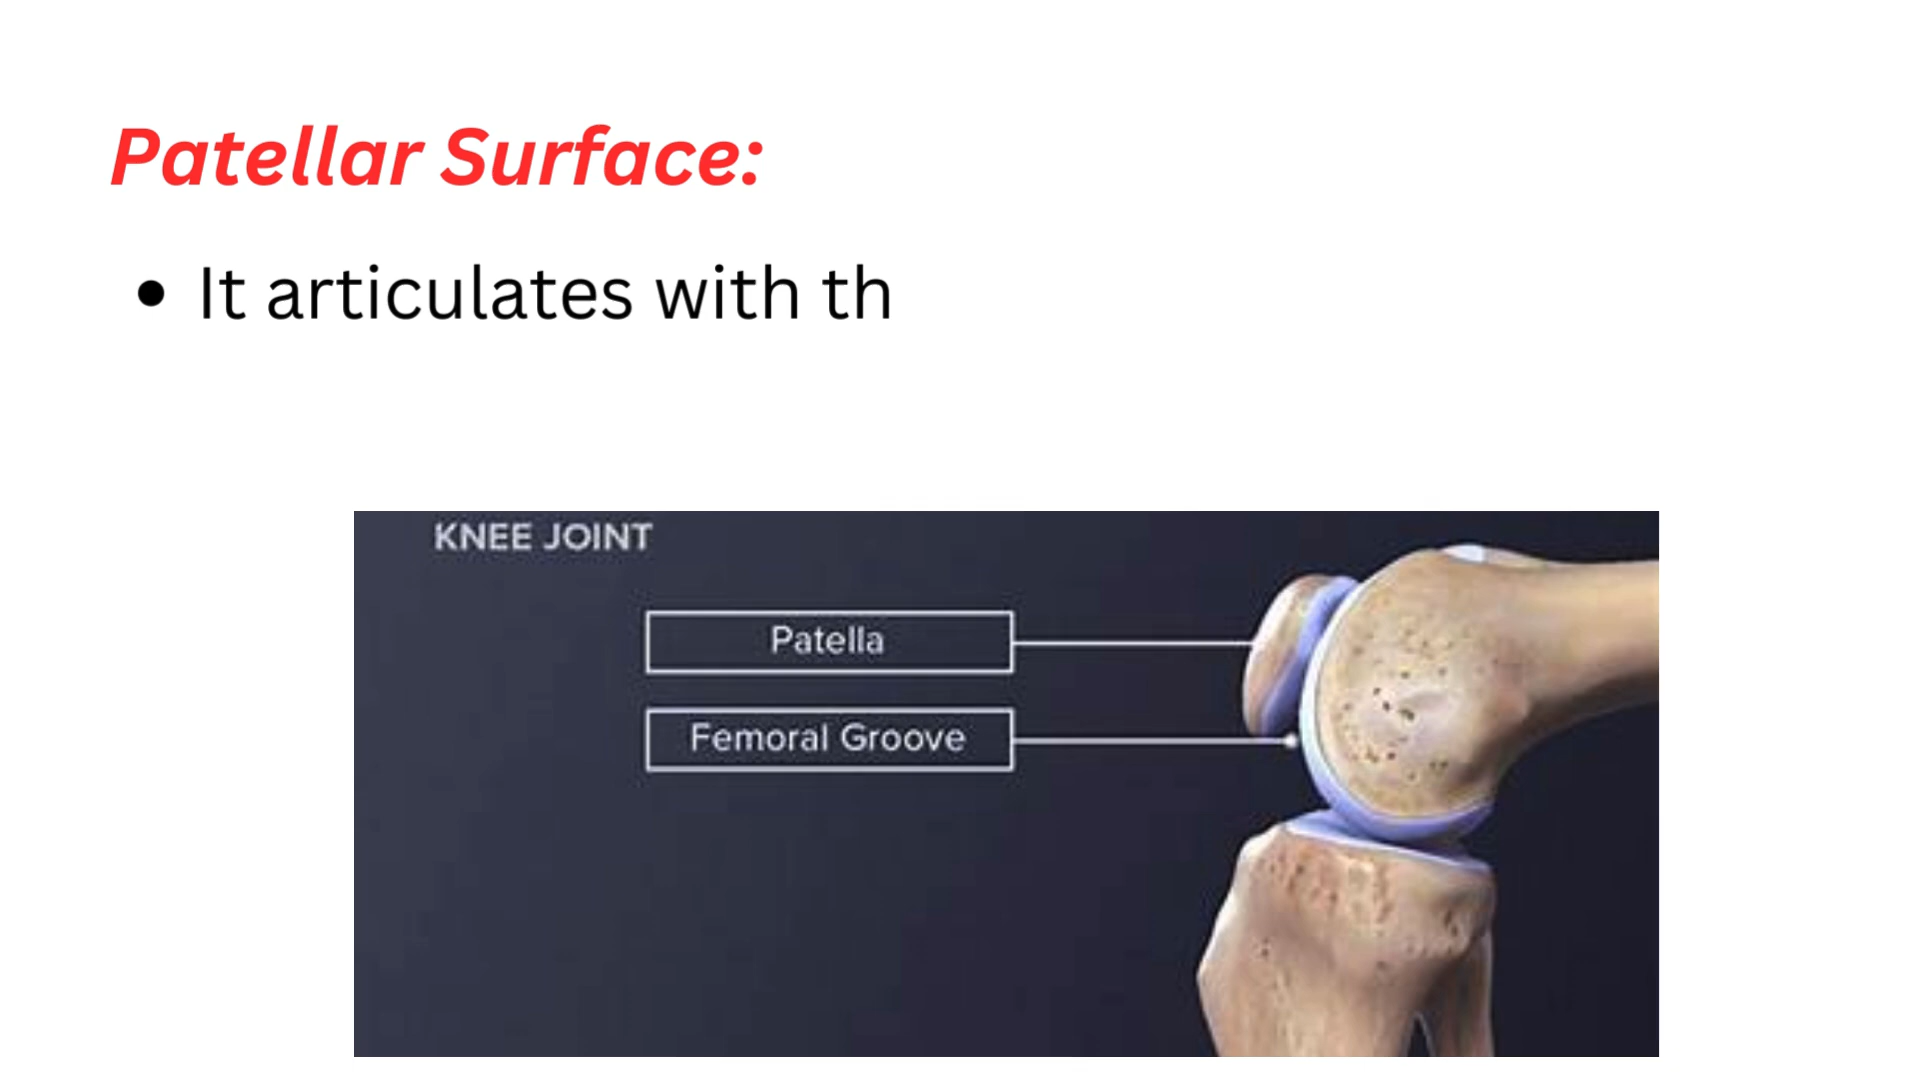 Patellar Surface:
• It articulates with th
KNEE JOINT
Patella
Femoral Groove